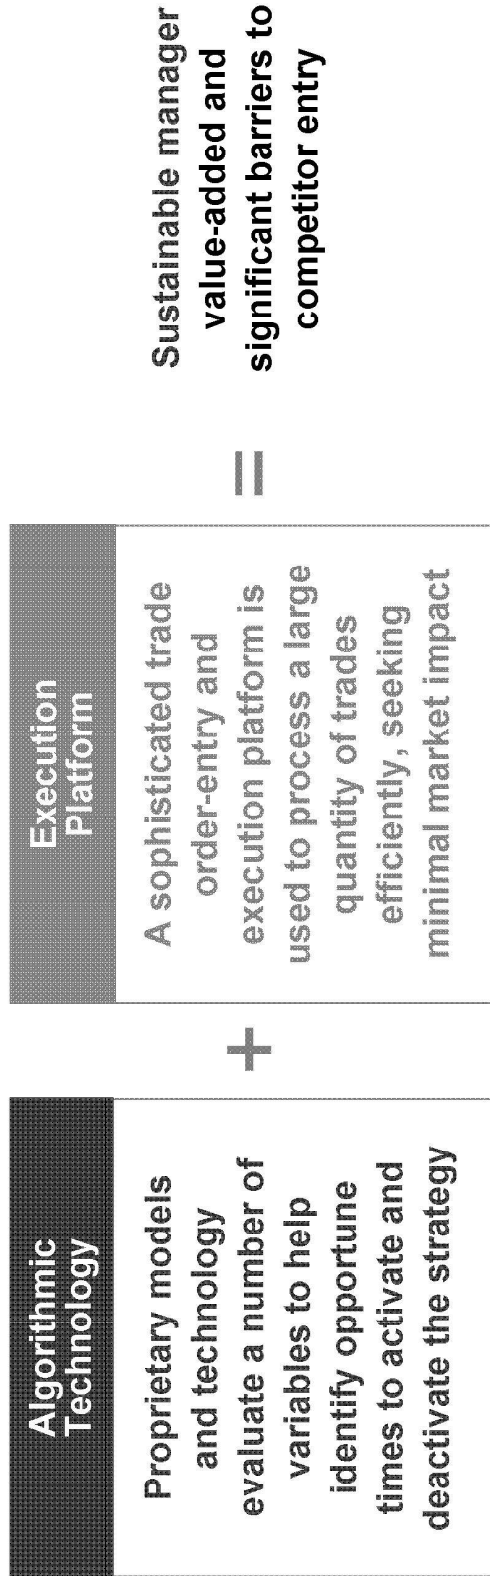 Algorithmic
Technology
Proprietary models
and technology
evaluate a number of
variables to help
identify opportune
times to activate and
deactivate the strategy
+
Execution
Platform
A sophisticated trade
order-entry and
execution platform is
used to process a large
quantity of trades
efficiently, seeking
minimal market impact
=
Sustainable manager
value-added and
significant barriers to
competitor entry